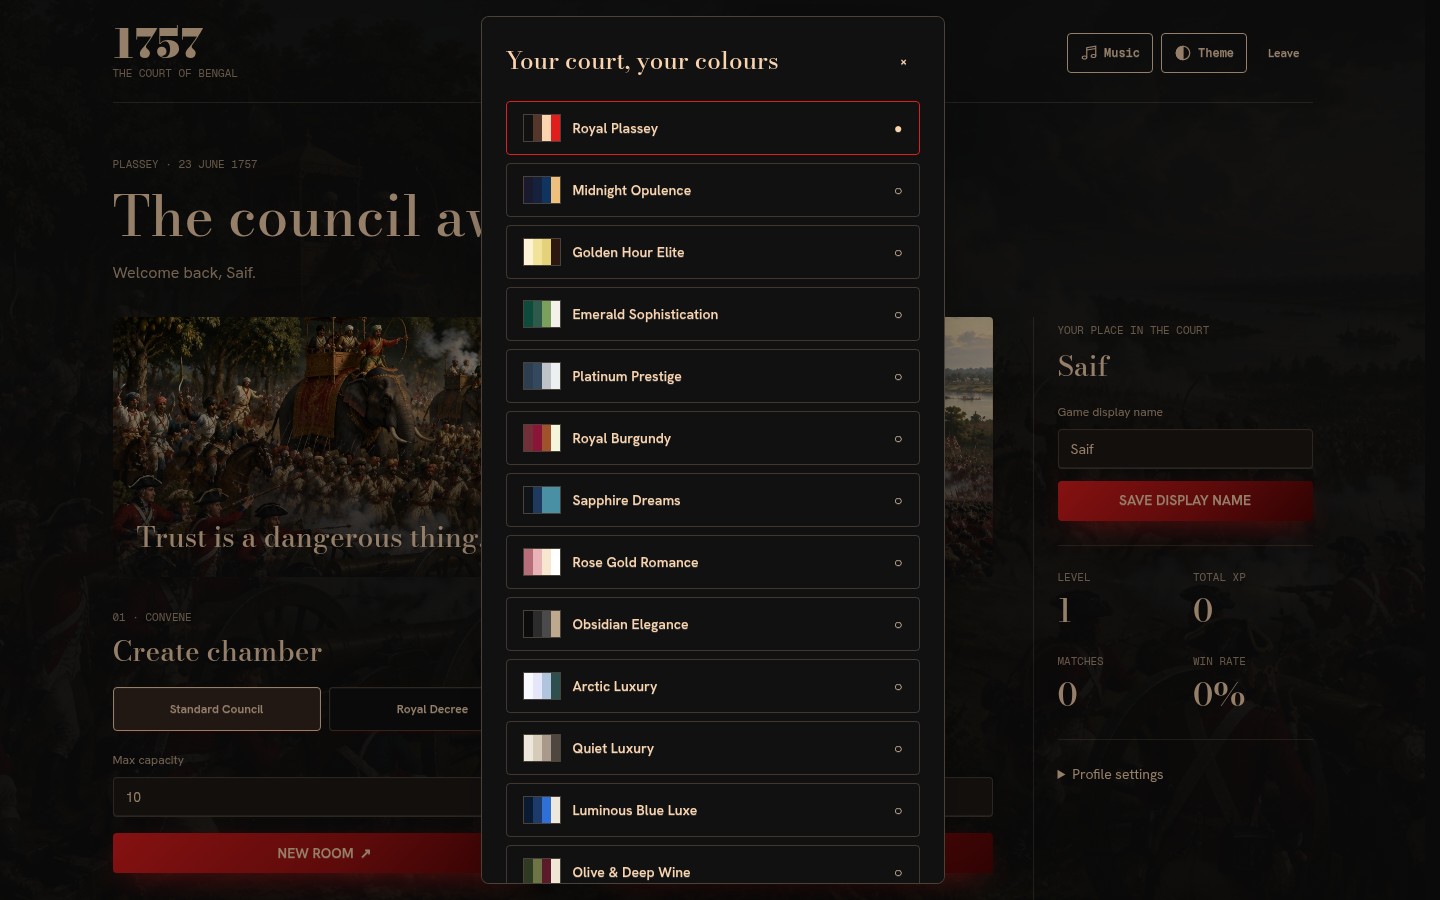 1757
THE COURT OF BENGAL
Music
Theme
Leave
PLASSEY · 23 JUNE 1757
The council aw
Welcome back, Saif.
Trust is a dangerous thing.
01 · CONVENE
Create chamber
Standard Council
Royal Decree
Max capacity
10
NEW ROOM ↗
Your court, your colours
×
Royal Plassey
Midnight Opulence
Golden Hour Elite
Emerald Sophistication
Platinum Prestige
Royal Burgundy
Sapphire Dreams
Rose Gold Romance
Obsidian Elegance
Arctic Luxury
Quiet Luxury
Luminous Blue Luxe
Olive & Deep Wine
YOUR PLACE IN THE COURT
Saif
Game display name
Saif
SAVE DISPLAY NAME
LEVEL
TOTAL XP
1
0
MATCHES
WIN RATE
0
0%
Profile settings